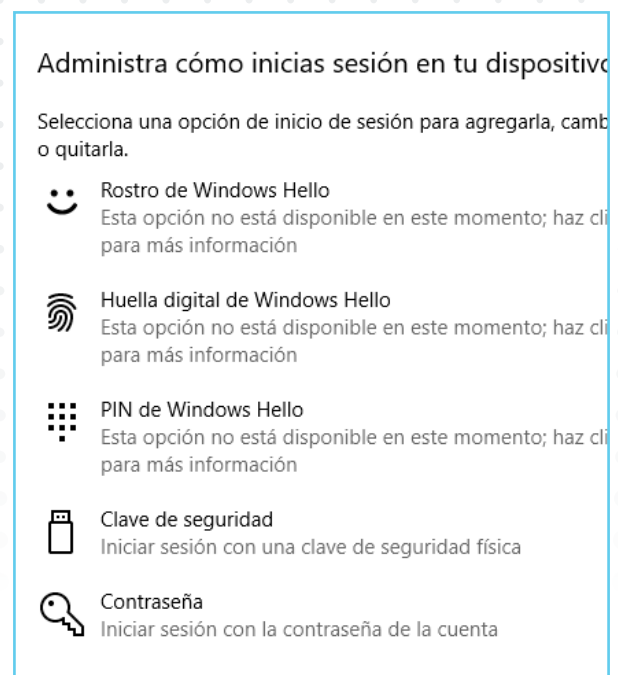 Administra cómo inicias sesión en tu dispositivo
Selecciona una opción de inicio de sesión para agregarla,
o quitarla.
Rostro de Windows Hello
Esta opción no está disponible en este momento; haz
para más información
Huella digital de Windows Hello
Esta opción no está disponible en este momento; haz
para más información
PIN de Windows Hello
Esta opción no está disponible en este momento; haz
para más información
Clave de seguridad
Iniciar sesión con una clave de seguridad física
Contraseña
Iniciar sesión con la contraseña de la cuenta